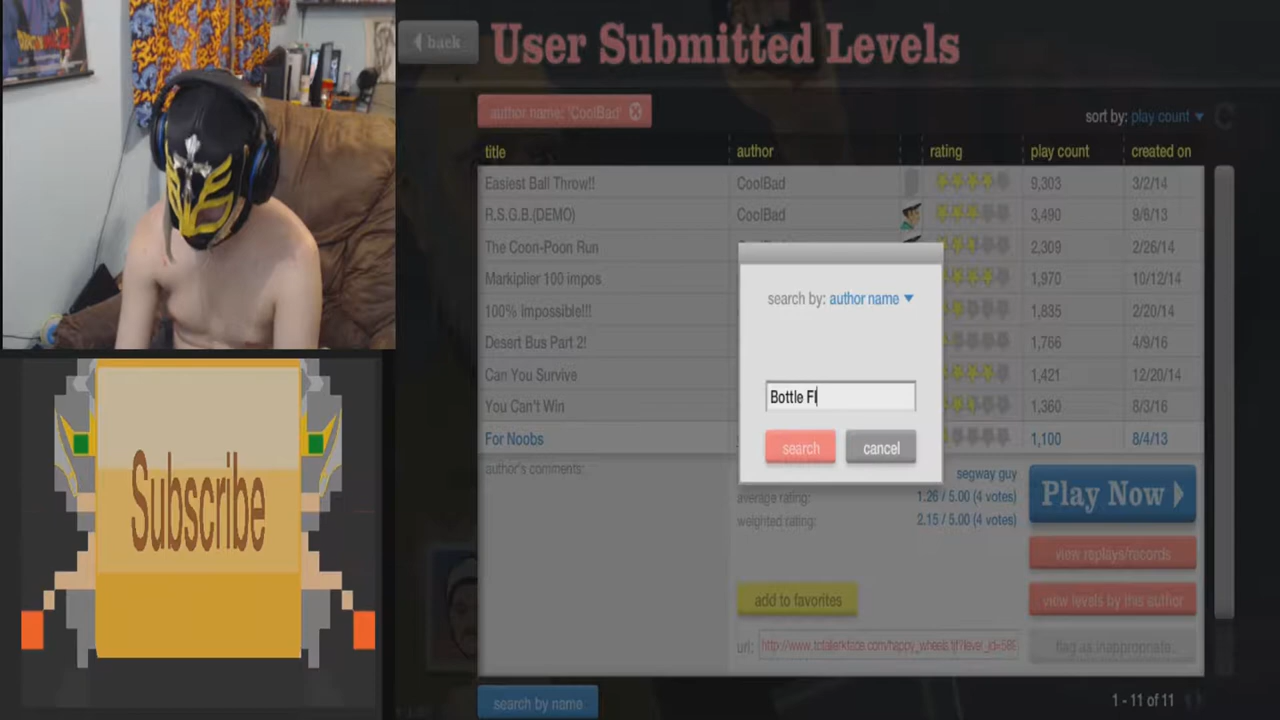 back
User Submitted Levels
author name: 'CoolBad'
sort by: play count
title author rating play count created on
Easiest Ball Throw!! CoolBad 9,303 3/2/14
R.S.G.B.(DEMO) CoolBad 3,490 9/8/13
The Coon-Poon Run 2,309 2/26/14
Markiplier 100 impos 1,970 10/12/14
100% Impossible!!! 1,835 2/20/14
Desert Bus Part 2! 1,766 4/9/16
Can You Survive 1,421 12/20/14
You Can't Win 1,360 8/3/16
For Noobs 1,100 8/4/13
search by: author name
Bottle Fl
search cancel
author's comments:
segway guy
average rating: 1.26 / 5.00 (4 votes)
weighted rating: 2.15 / 5.00 (4 votes)
Play Now
view replays/records
add to favorites
view levels by this author
url:
flag as inappropriate.
search by name
1 - 11 of 11
Subscribe